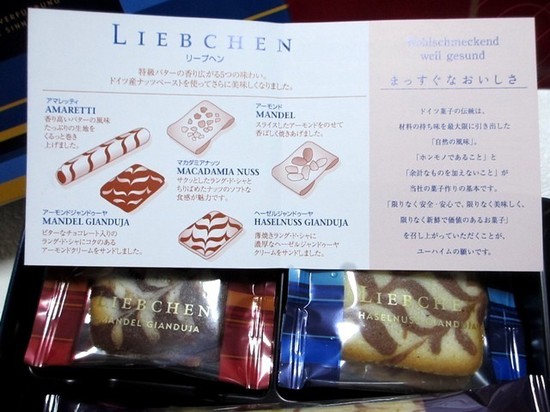 LIEBCHEN
リープヘン
特級バターの香り広がる5つの味わい。
ドイツ産ナッツペーストを使ってさらに美味しくなりました。
アマレッティ
AMARETTI
香り高いバターの風味
たっぷりの生地を
くるっと巻き
上げました。
アーモンド
MANDEL
スライスしたアーモンドをのせて
香ばしく焼きあげました。
マカダミアナッツ
MACADAMIA NUSS
サクッとしたラング・ド・シャと
ちりばめたナッツのソフトな
食感が魅力です。
アーモンドジャンドゥーヤ
MANDEL GIANDUJA
ビターなチョコレート入りの
ラング・ド・シャにコクのある
アーモンドクリームをサンドしました。
ヘーゼルジャンドゥーヤ
HASELNUSS GIANDUJA
薄焼きラング・ド・シャに
濃厚なヘーゼルジャンドゥーヤ
クリームをサンドしました。
wohlschmeckend
weil gesund
まっすぐなおいしさ
ドイツ菓子の伝統は、
材料の持ち味を最大限に引き出した
「自然の風味」、
「ホンモノであること」と
「余計なものを加えないこと」が
当社の菓子作りの基本です。
「限りなく安全・安心で、限りなく美味しく、
限りなく新鮮で価値のあるお菓子」
を召し上がっていただくことが、
ユーハイムの願いです。
LIEBCHEN
MANDEL GIANDUJA
LIEBCHEN
HASELNUSS GIANDUJA